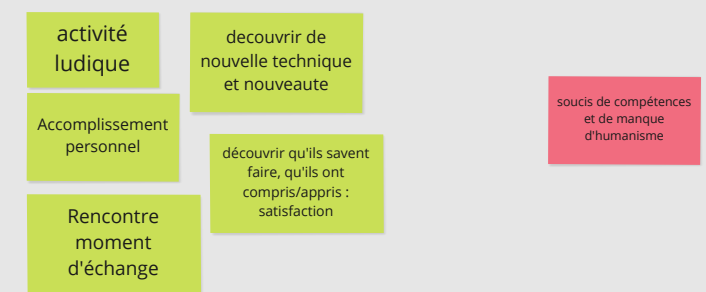 activité
ludique
decouvrir de
nouvelle technique
et nouveaute
Accomplissement
personnel
découvrir qu'ils savent
faire, qu'ils ont
compris/appris :
satisfaction
Rencontre
moment
d'échange
soucis de compétences
et de manque
d'humanisme